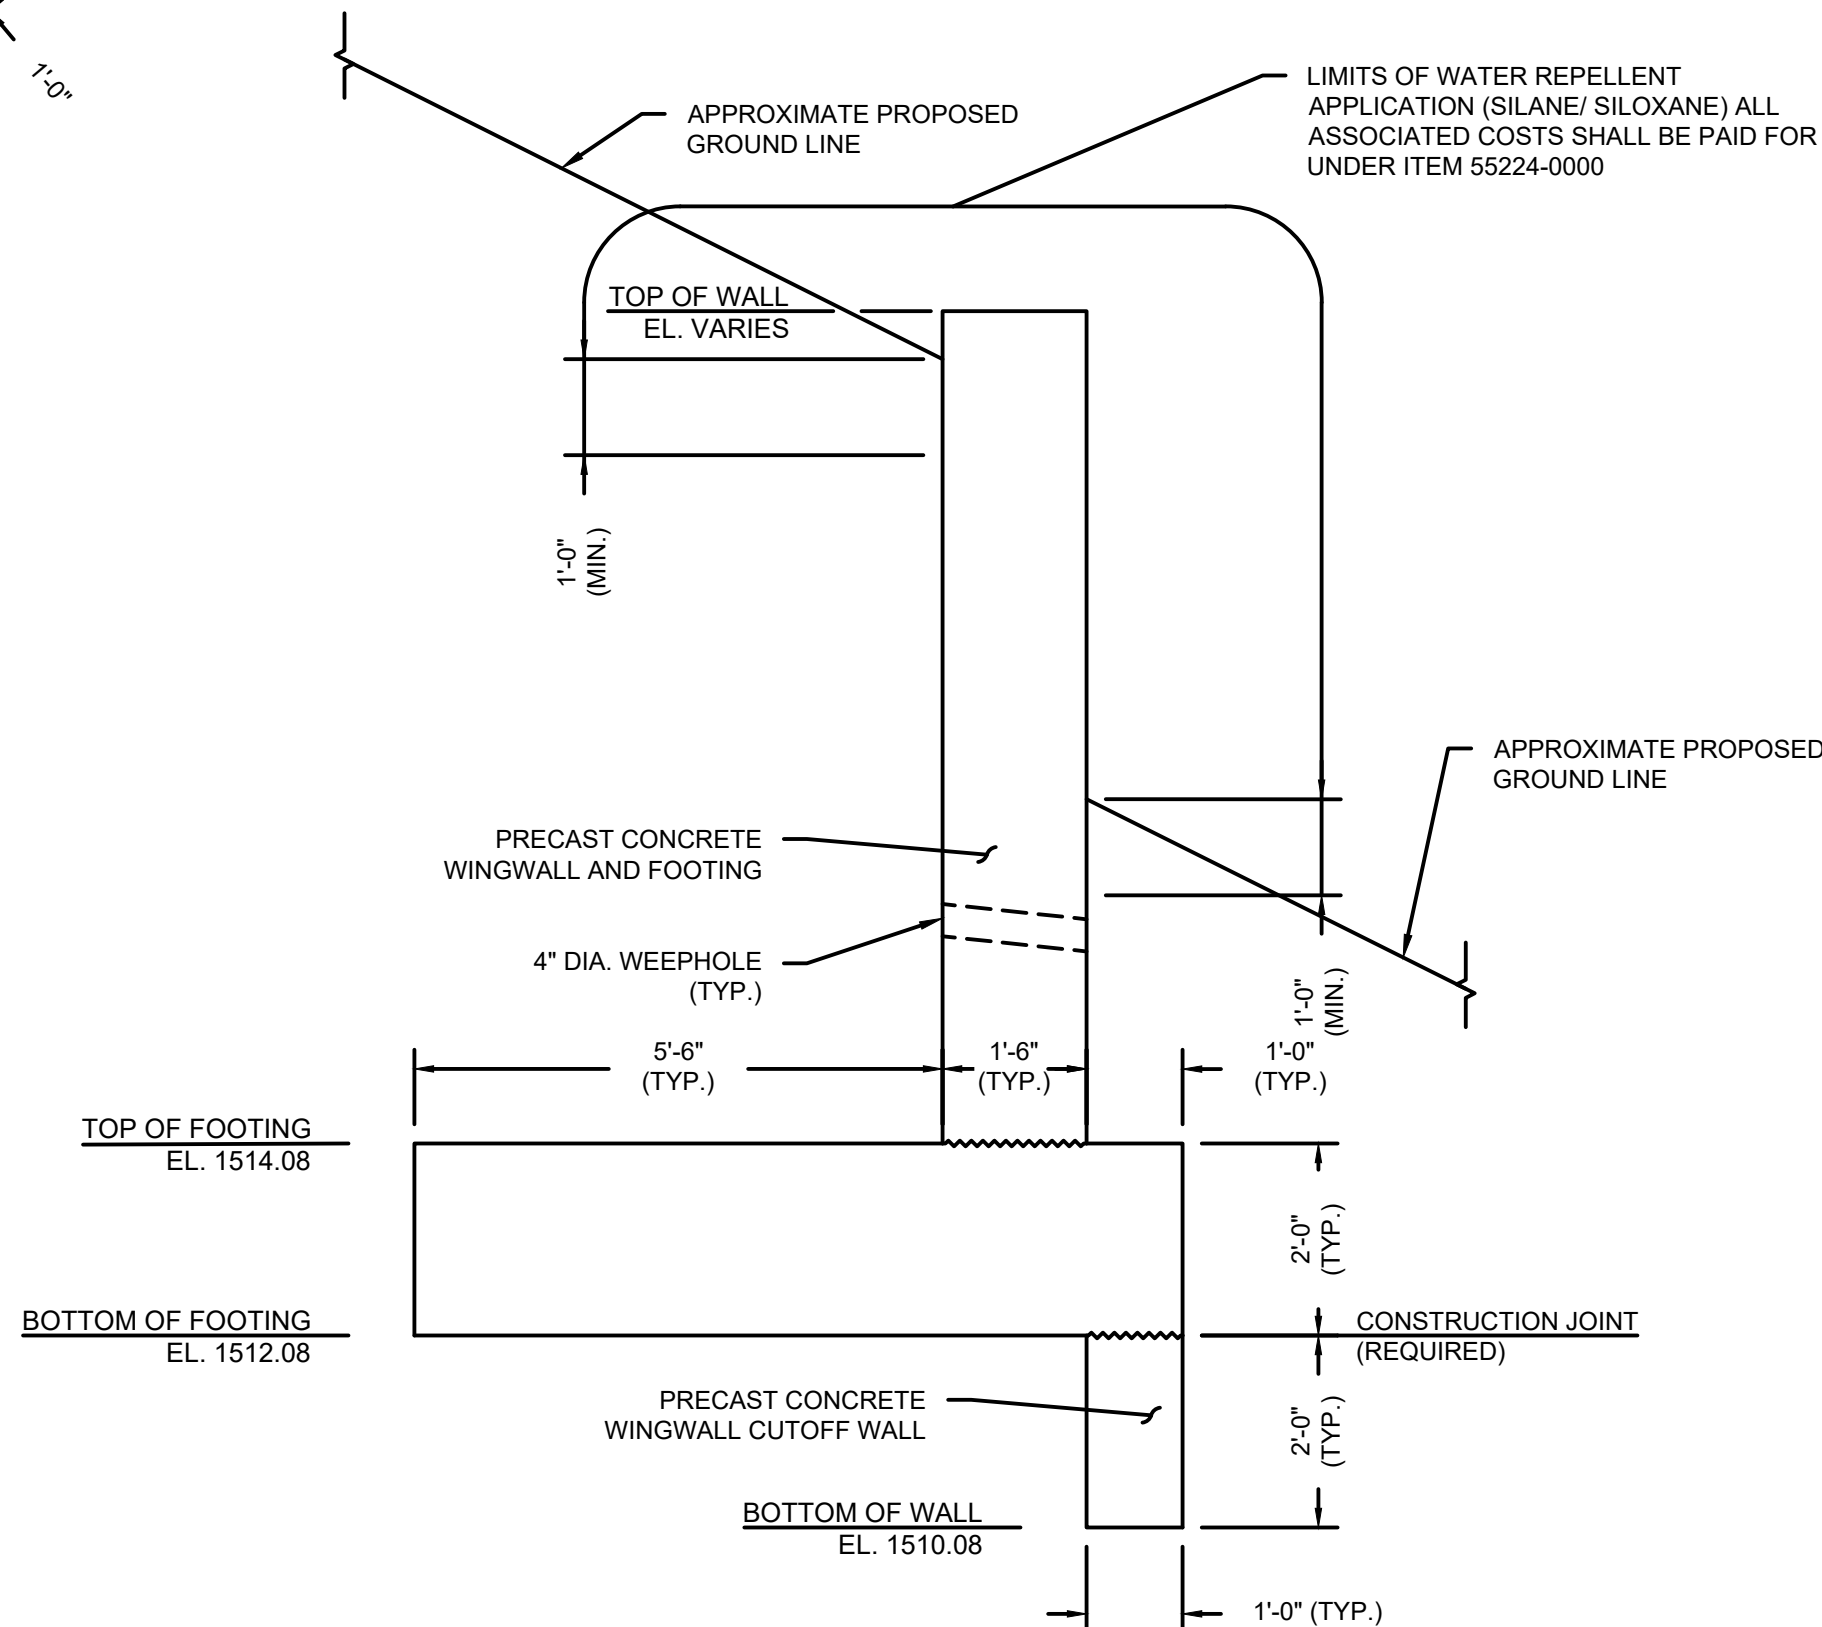 1'-0"
LIMITS OF WATER REPELLENT
APPLICATION (SILANE/ SILOXANE) ALL
ASSOCIATED COSTS SHALL BE PAID FOR
UNDER ITEM 55224-0000
APPROXIMATE PROPOSED
GROUND LINE
TOP OF WALL
EL. VARIES
1'-0"
(MIN.)
APPROXIMATE PROPOSED
GROUND LINE
PRECAST CONCRETE
WINGWALL AND FOOTING
4" DIA. WEEPHOLE
(TYP.)
1'-0"
(MIN.)
5'-6"
(TYP.)
1'-6"
(TYP.)
1'-0"
(TYP.)
TOP OF FOOTING
EL. 1514.08
2'-0"
(TYP.)
BOTTOM OF FOOTING
EL. 1512.08
CONSTRUCTION JOINT
(REQUIRED)
PRECAST CONCRETE
WINGWALL CUTOFF WALL
2'-0"
(TYP.)
BOTTOM OF WALL
EL. 1510.08
1'-0" (TYP.)